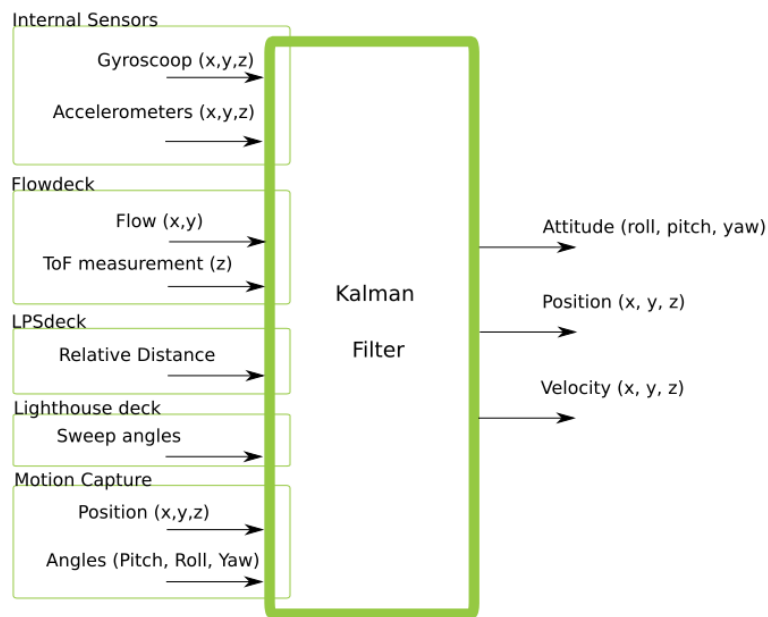 Internal Sensors
Gyroscoop (x,y,z)
Accelerometers (x,y,z)
Flowdeck
Flow (x,y)
ToF measurement (z)
LPSdeck
Relative Distance
Lighthouse deck
Sweep angles
Motion Capture
Position (x,y,z)
Angles (Pitch, Roll, Yaw)
Kalman
Filter
Attitude (roll, pitch, yaw)
Position (x, y, z)
Velocity (x, y, z)